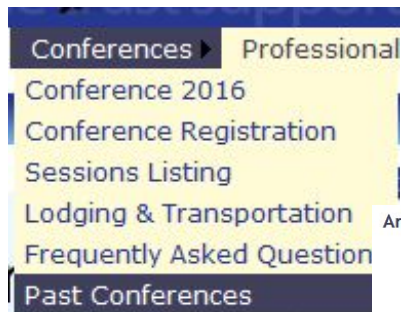 Conferences Professional
Conference 2016
Conference Registration
Sessions Listing
Lodging & Transportation
Frequently Asked Question
Past Conferences